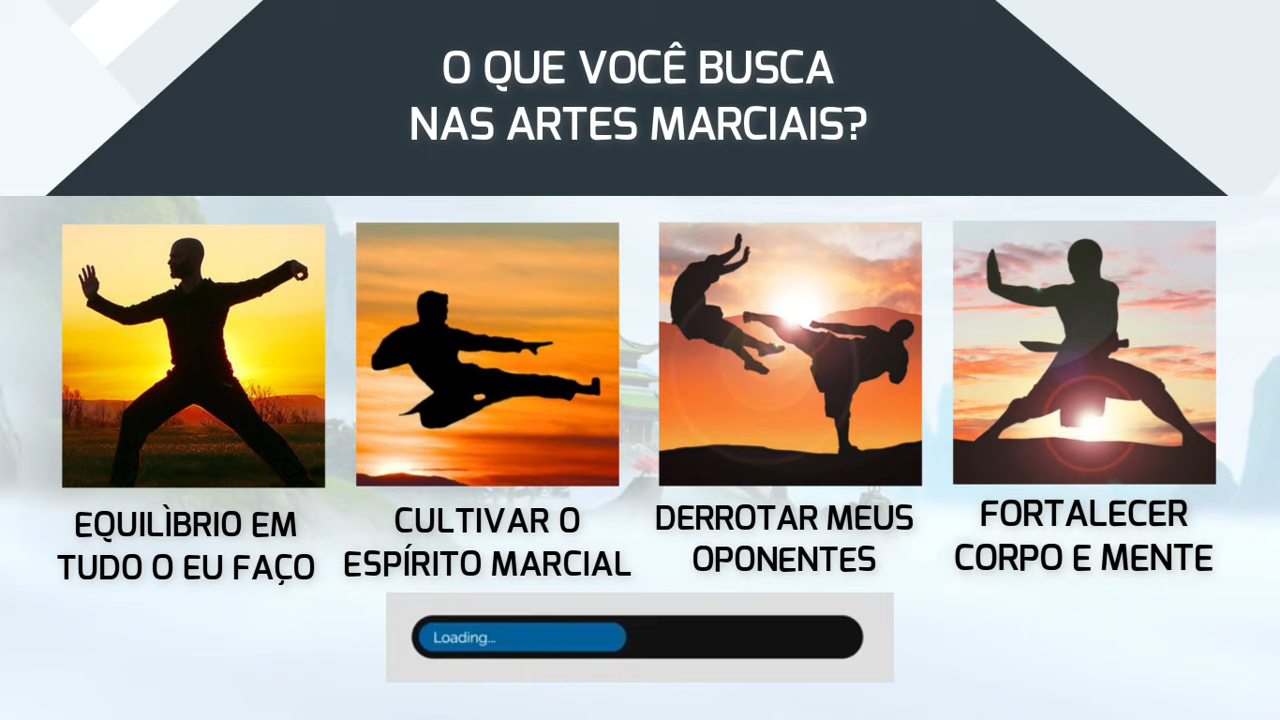 O QUE VOCÊ BUSCA
NAS ARTES MARCIAIS?
EQUILÌBRIO EM
TUDO O EU FAÇO
CULTIVAR O
ESPÍRITO MARCIAL
DERROTAR MEUS
OPONENTES
FORTALECER
CORPO E MENTE
Loading...